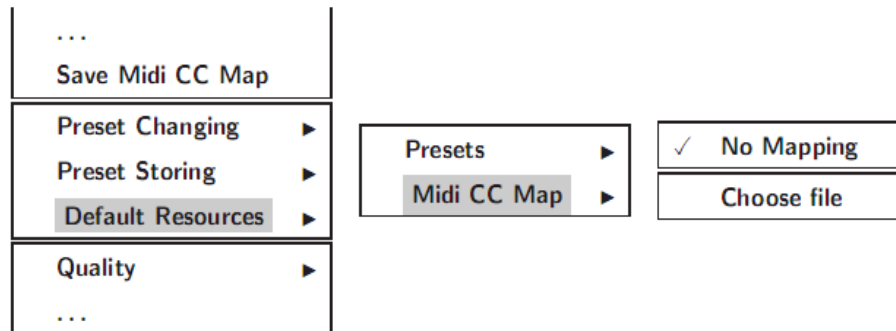 . . .
Save Midi CC Map
Preset Changing ▶
Preset Storing ▶
Default Resources ▶
Quality ▶
. . .
Presets ▶
Midi CC Map ▶
✓ No Mapping
Choose file